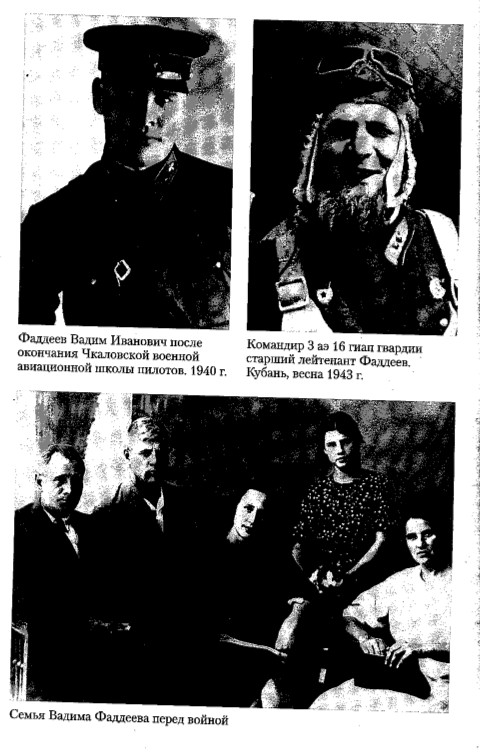 Фаддеев Вадим Иванович после
окончания Чкаловской военной
авиационной школы пилотов. 1940 г.
Командир 3 аэ 16 гиап гвардии
старший лейтенант Фаддеев.
Кубань, весна 1943 г.
Семья Вадима Фаддеева перед войной